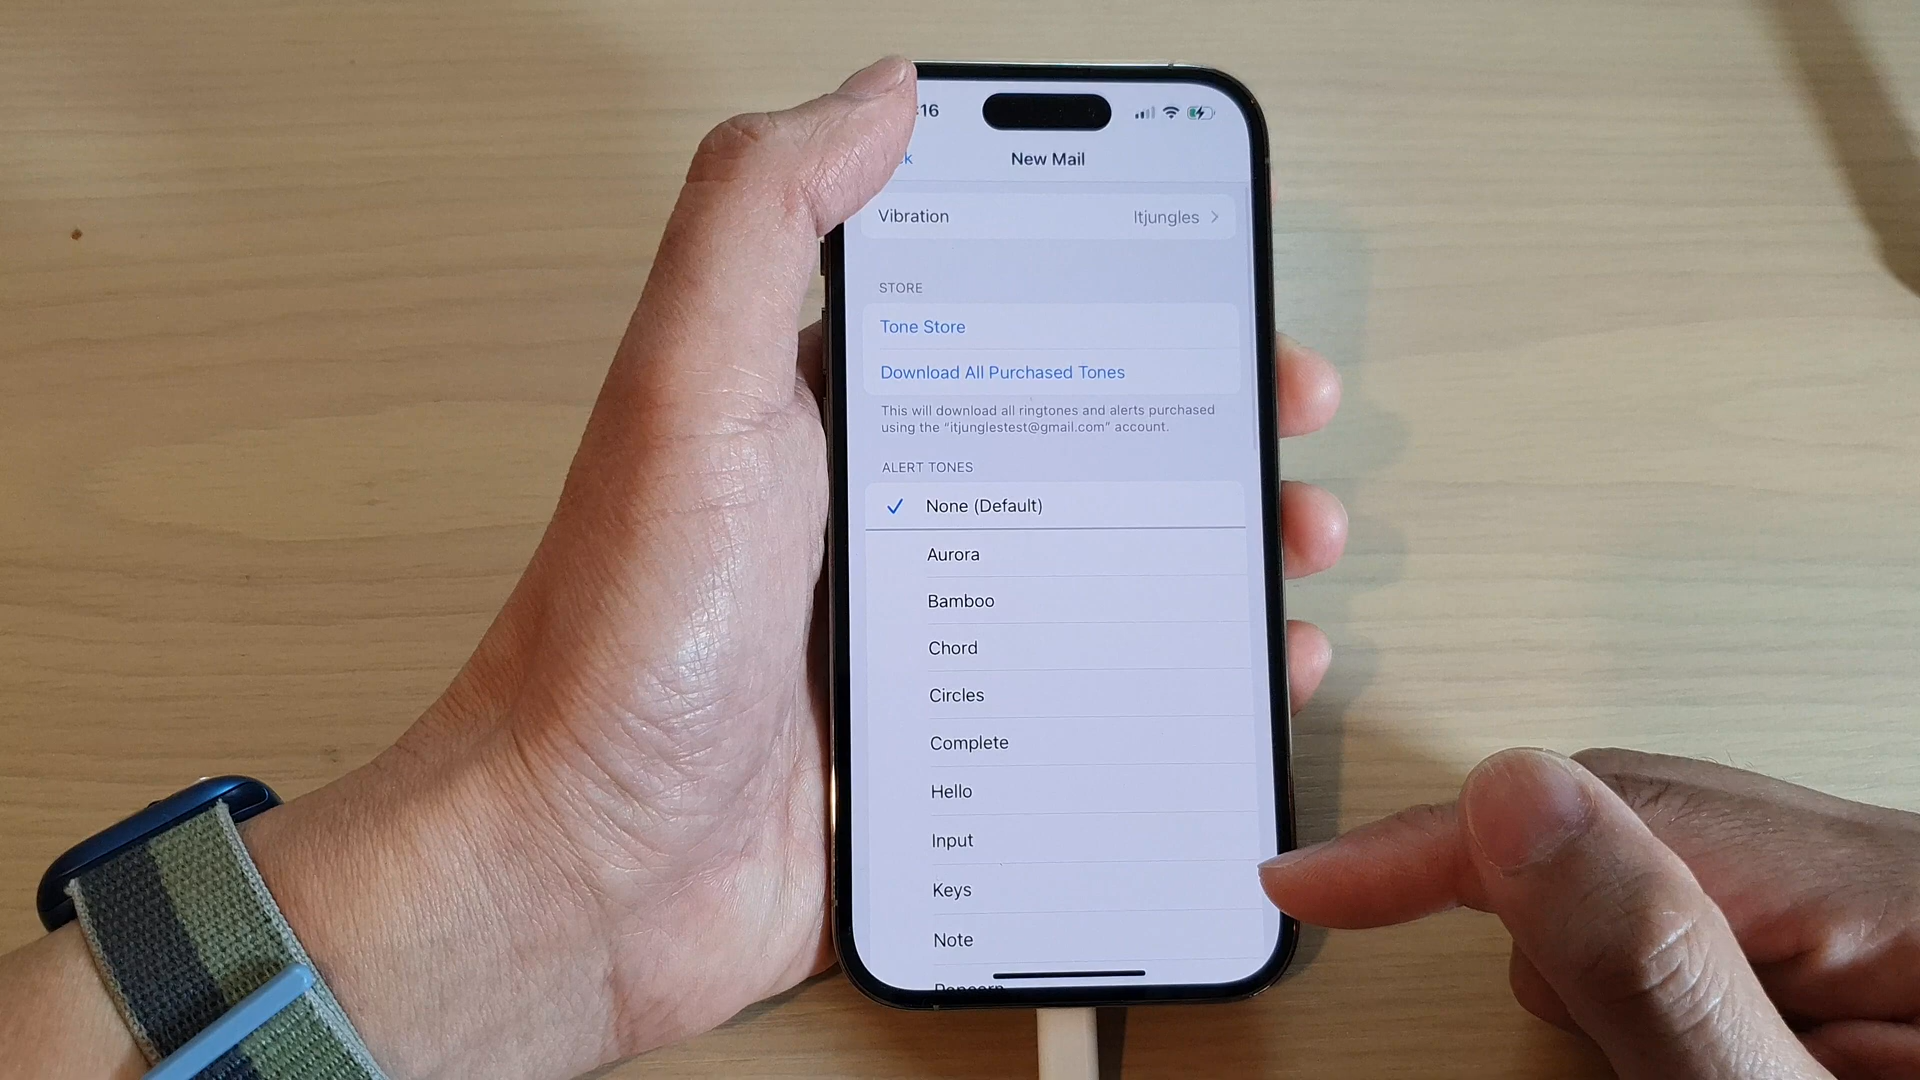 :16
k
New Mail
Vibration Itjungles
STORE
Tone Store
Download All Purchased Tones
This will download all ringtones and alerts purchased
using the “itjunglestest@gmail.com” account.
ALERT TONES
None (Default)
Aurora
Bamboo
Chord
Circles
Complete
Hello
Input
Keys
Note
Popcorn